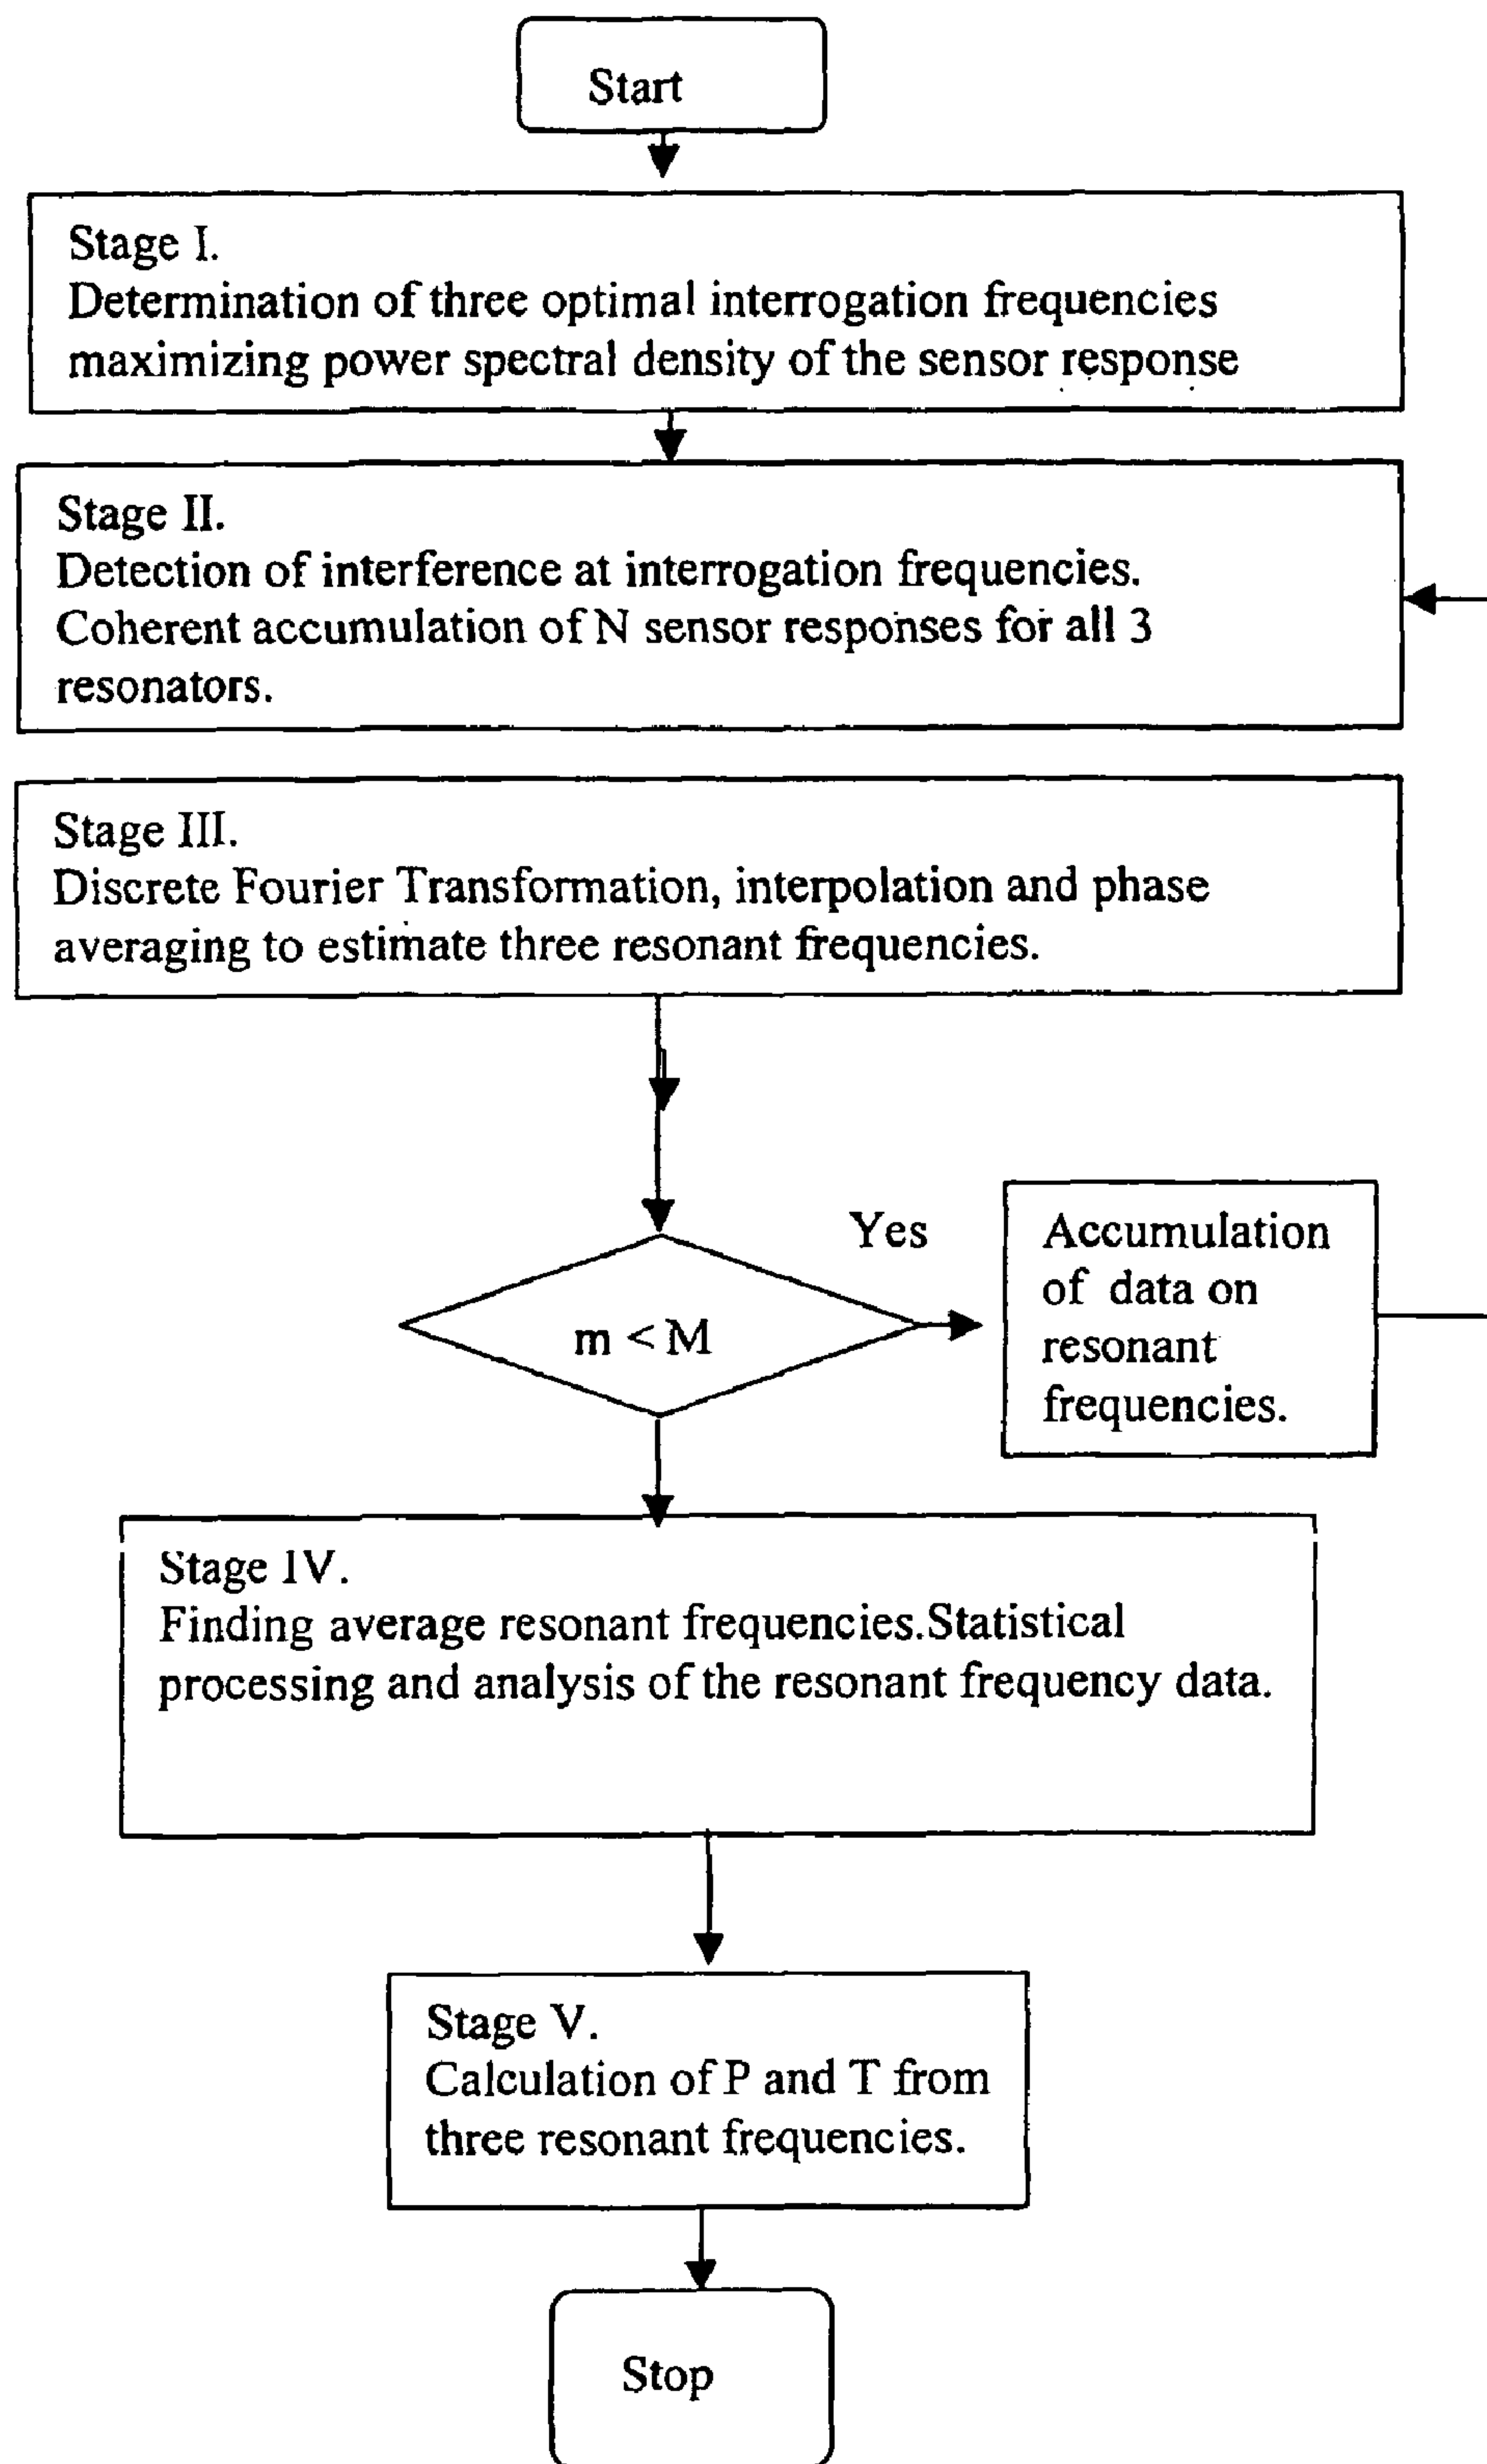 Start
Stage I.
Determination of three optimal interrogation frequencies
maximizing power spectral density of the sensor response
Stage II.
Detection of interference at interrogation frequencies.
Coherent accumulation of N sensor responses for all 3
resonators.
Stage III.
Discrete Fourier Transformation, interpolation and phase
averaging to estimate three resonant frequencies.
Yes
m < M
Accumulation
of data on
resonant
frequencies.
Stage IV.
Finding average resonant frequencies.Statistical
processing and analysis of the resonant frequency data.
Stage V.
Calculation of P and T from
three resonant frequencies.
Stop